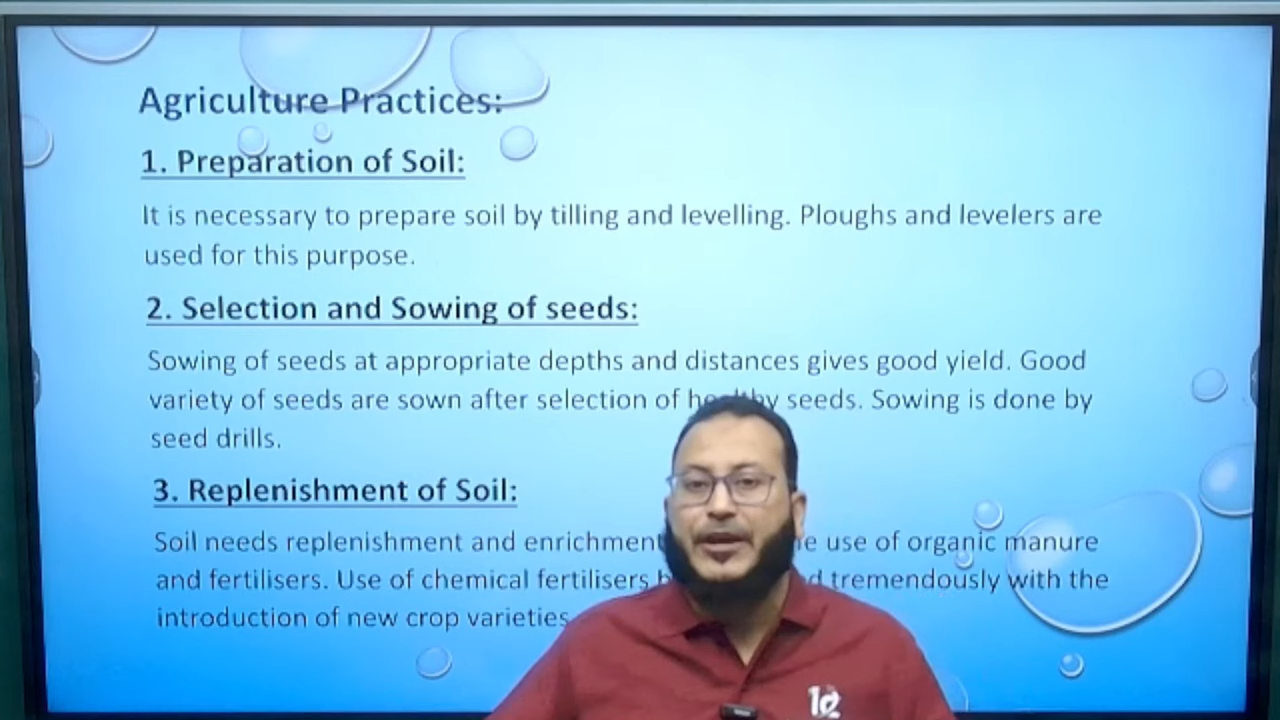 Agriculture Practices:
1. Preparation of Soil:
It is necessary to prepare soil by tilling and levelling. Ploughs and levelers are
used for this purpose.
2. Selection and Sowing of seeds:
Sowing of seeds at appropriate depths and distances gives good yield. Good
variety of seeds are sown after selection of healthy seeds. Sowing is done by
seed drills.
3. Replenishment of Soil:
Soil needs replenishment and enrichment use of organic manure
and fertilisers. Use of chemical fertilisers tremendously with the
introduction of new crop varieties